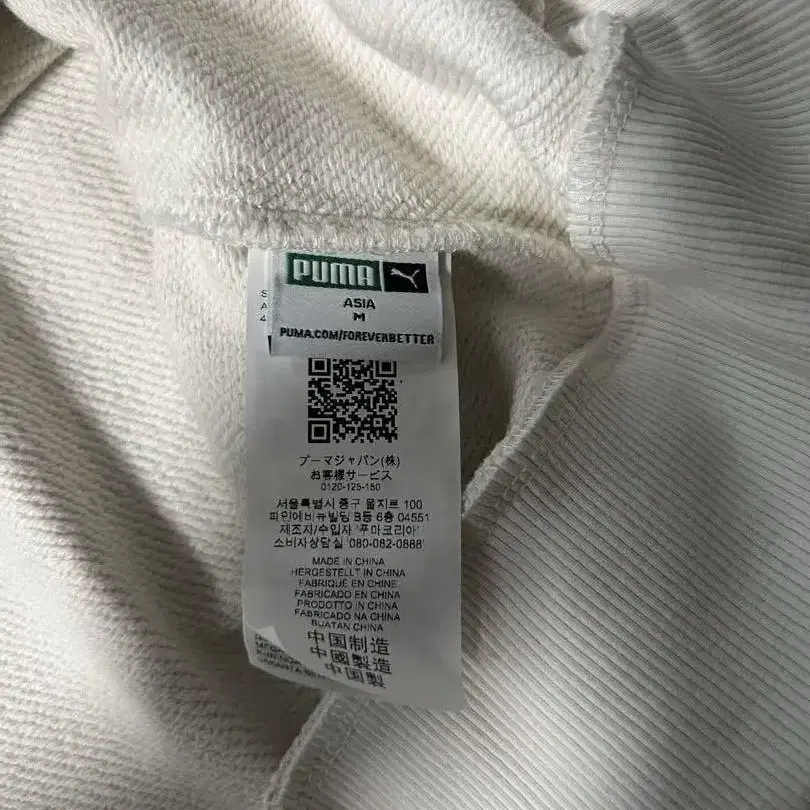 PUMA
ASIA
M
PUMA.COM/FOREVERBETTER
プーマジャパン(株)
お客様サービス
0120-125-150
서울특별시 중구 을지로 100
파인에비뉴빌딩 B동 6층 04551
제조자/수입자 '푸마코리아'
소비자상담실 '080-082-0888'
MADE IN CHINA
HERGESTELLT IN CHINA
FABRIQUÉ EN CHINE
FABRICADO EN CHINA
PRODOTTO IN CHINA
FABRICADO NA CHINA
BUATAN CHINA
中国制造
中國製造
中国製